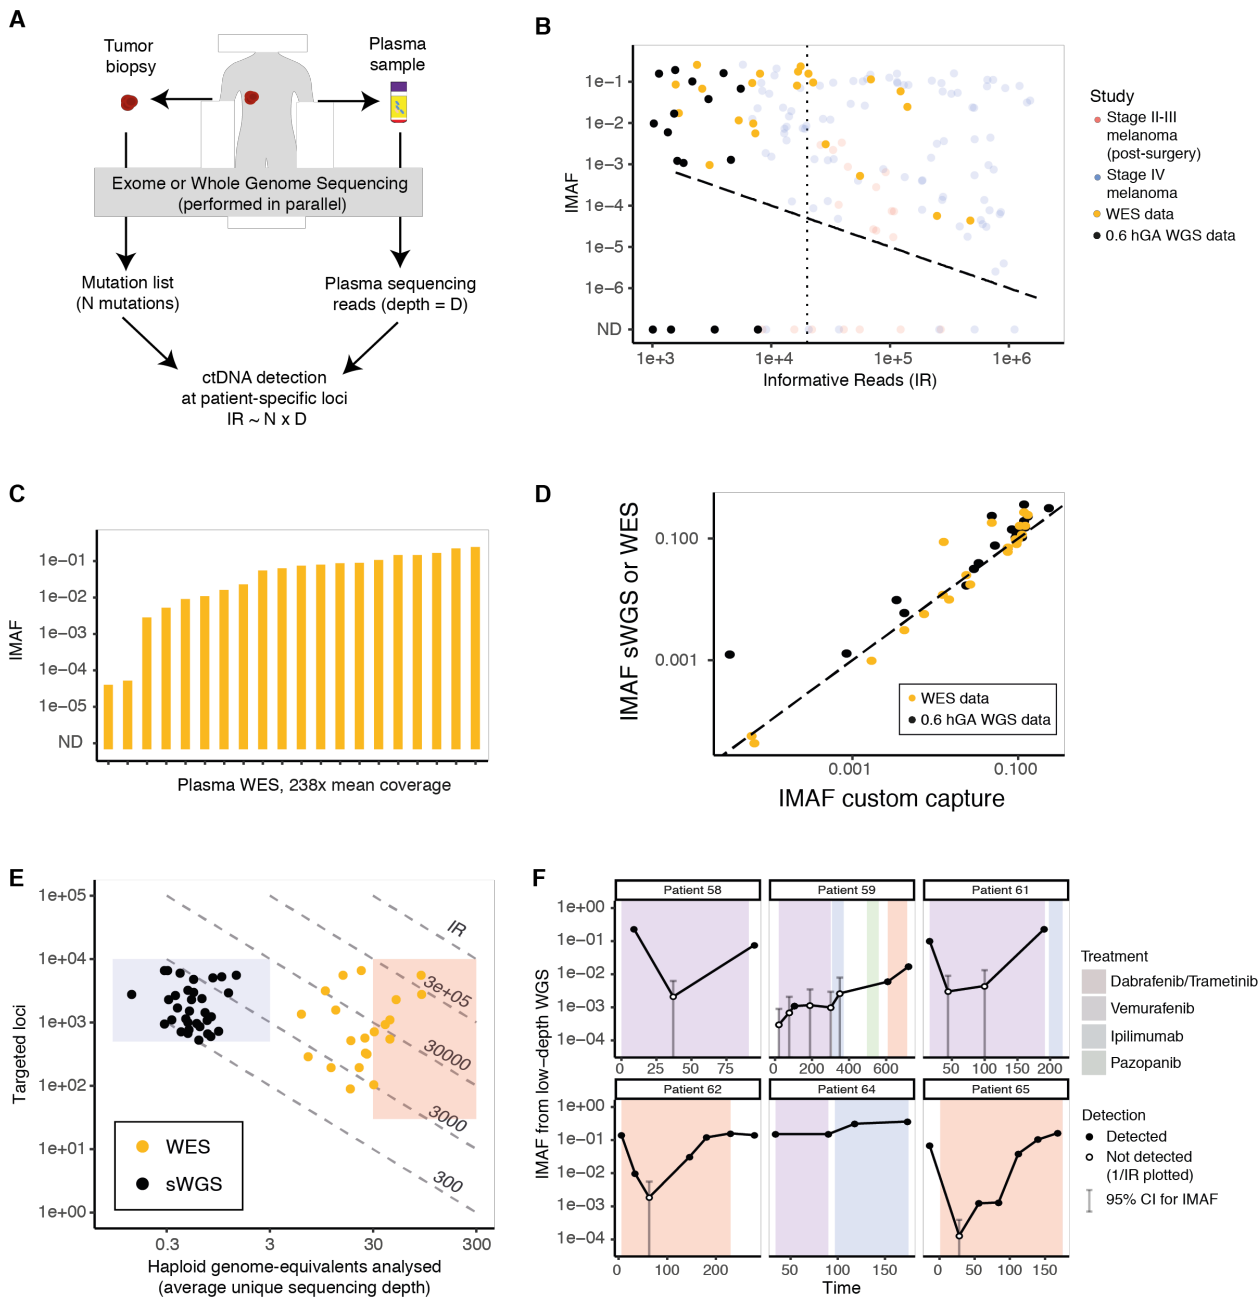 A
Tumor
biopsy
Plasma
sample
Exome or Whole Genome Sequencing
(performed in parallel)
Mutation list
(N mutations)
Plasma sequencing
reads (depth = D)
ctDNA detection
at patient-specific loci
IR ~ N x D
B
IMAF
1e−1
1e−2
1e−3
1e−4
1e−5
1e−6
ND
1e+3
1e+4
1e+5
1e+6
Informative Reads (IR)
Study
Stage II-III
melanoma
(post-surgery)
Stage IV
melanoma
WES data
0.6 hGA WGS data
C
IMAF
1e−01
1e−02
1e−03
1e−04
1e−05
ND
Plasma WES, 238x mean coverage
D
IMAF sWGS or WES
0.100
0.001
WES data
0.6 hGA WGS data
0.001
0.100
IMAF custom capture
E
Targeted loci
1e+05
1e+04
1e+03
1e+02
1e+01
1e+00
IR
3e+05
30000
3000
300
WES
sWGS
0.3
3
30
300
Haploid genome-equivalents analysed
(average unique sequencing depth)
F
IMAF from low−depth WGS
Patient 58
Patient 59
Patient 61
1e+00
1e−01
1e−02
1e−03
1e−04
0 25 50 75
0 200 400 600
50 100 150 200
Patient 62
Patient 64
Patient 65
1e+00
1e−01
1e−02
1e−03
1e−04
0 100 200
50 100 150
0 50 100 150
Time
Treatment
Dabrafenib/Trametinib
Vemurafenib
Ipilimumab
Pazopanib
Detection
Detected
Not detected
(1/IR plotted)
95% CI for IMAF